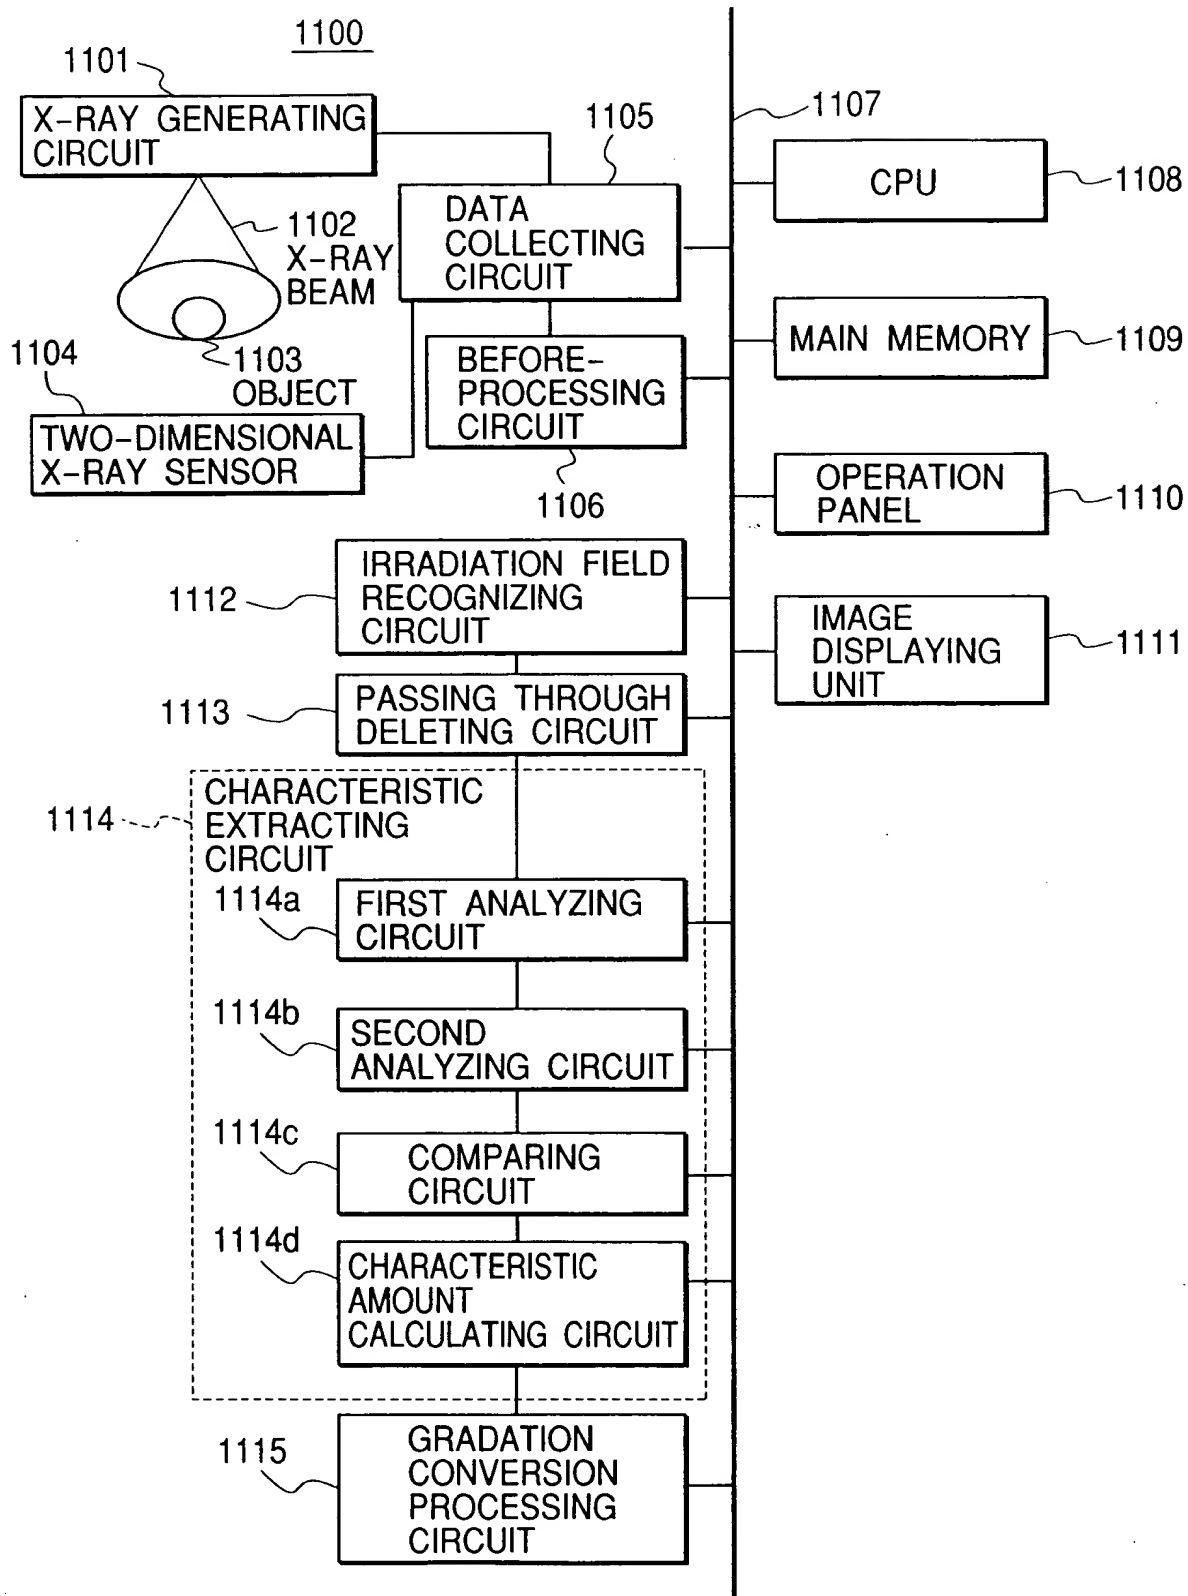 1100
1101
X-RAY GENERATING
CIRCUIT
1102
X-RAY
BEAM
1103
OBJECT
1104
TWO-DIMENSIONAL
X-RAY SENSOR
1105
DATA
COLLECTING
CIRCUIT
BEFORE-
PROCESSING
CIRCUIT
1106
1107
CPU
1108
MAIN MEMORY
1109
OPERATION
PANEL
1110
IMAGE
DISPLAYING
UNIT
1111
1112
IRRADIATION FIELD
RECOGNIZING
CIRCUIT
1113
PASSING THROUGH
DELETING CIRCUIT
1114
CHARACTERISTIC
EXTRACTING
CIRCUIT
1114a
FIRST ANALYZING
CIRCUIT
1114b
SECOND
ANALYZING CIRCUIT
1114c
COMPARING
CIRCUIT
1114d
CHARACTERISTIC
AMOUNT
CALCULATING CIRCUIT
1115
GRADATION
CONVERSION
PROCESSING
CIRCUIT